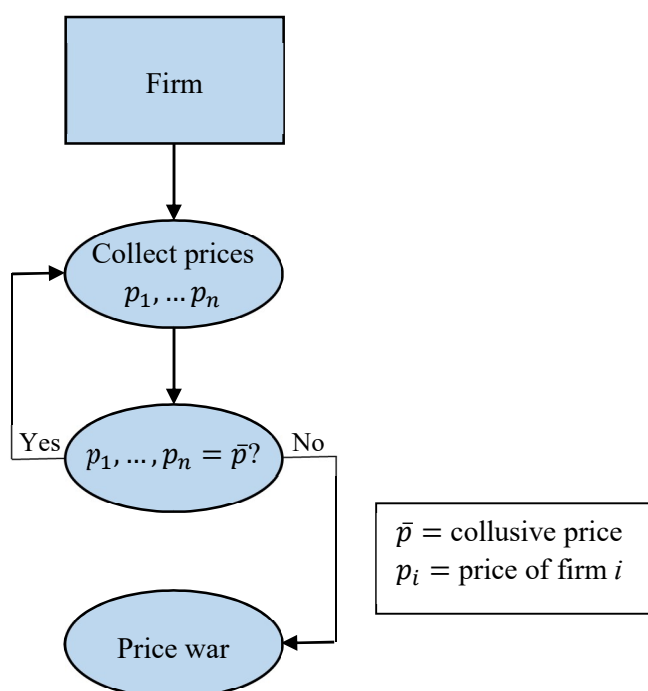 Firm
Collect prices
p₁, … pₙ
Yes
p₁, … , pₙ = p̄?
No
p̄ = collusive price
pᵢ = price of firm i
Price war